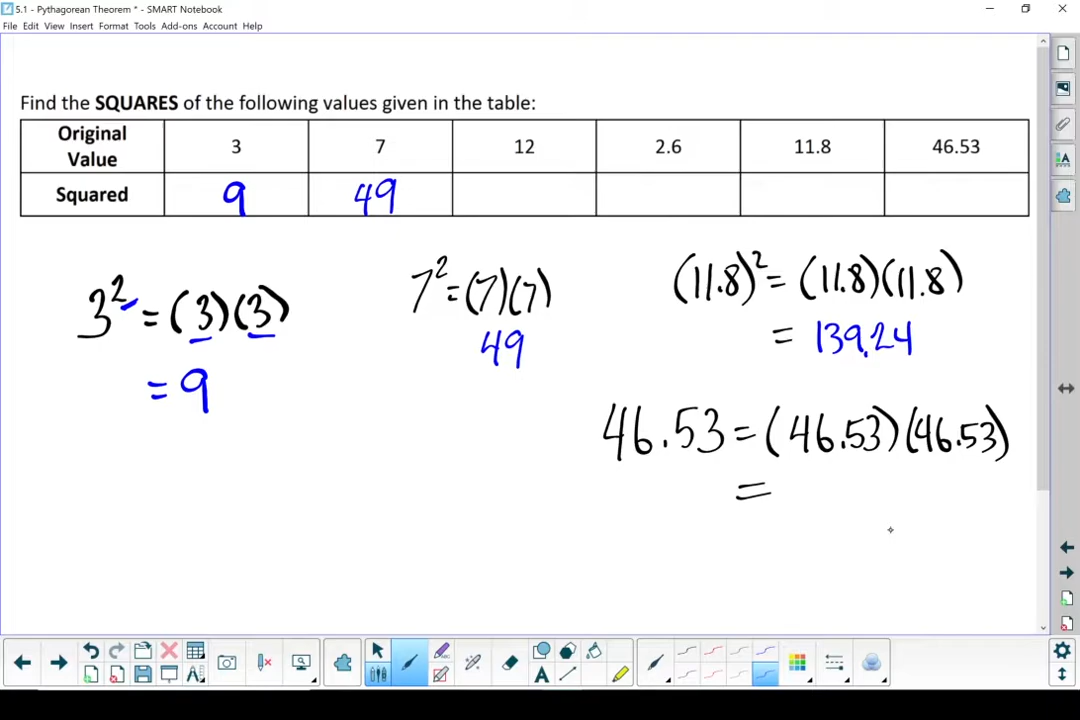 5.1 - Pythagorean Theorem * - SMART Notebook
File Edit View Insert Format Tools Add-ons Account Help
Find the SQUARES of the following values given in the table:
Original Value 3 7 12 2.6 11.8 46.53
Squared 9 49
3² = (3)(3)
= 9
7² = (7)(7)
49
(11.8)² = (11.8)(11.8)
= 139.24
46.53 = (46.53)(46.53)
=